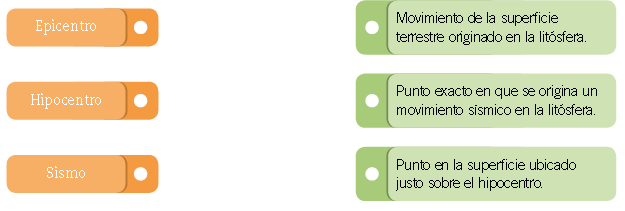 Epicentro
Movimiento de la superficie
terrestre originado en la litósfera.
Hipocentro
Punto exacto en que se origina un
movimiento sísmico en la litósfera.
Sismo
Punto en la superficie ubicado
justo sobre el hipocentro.